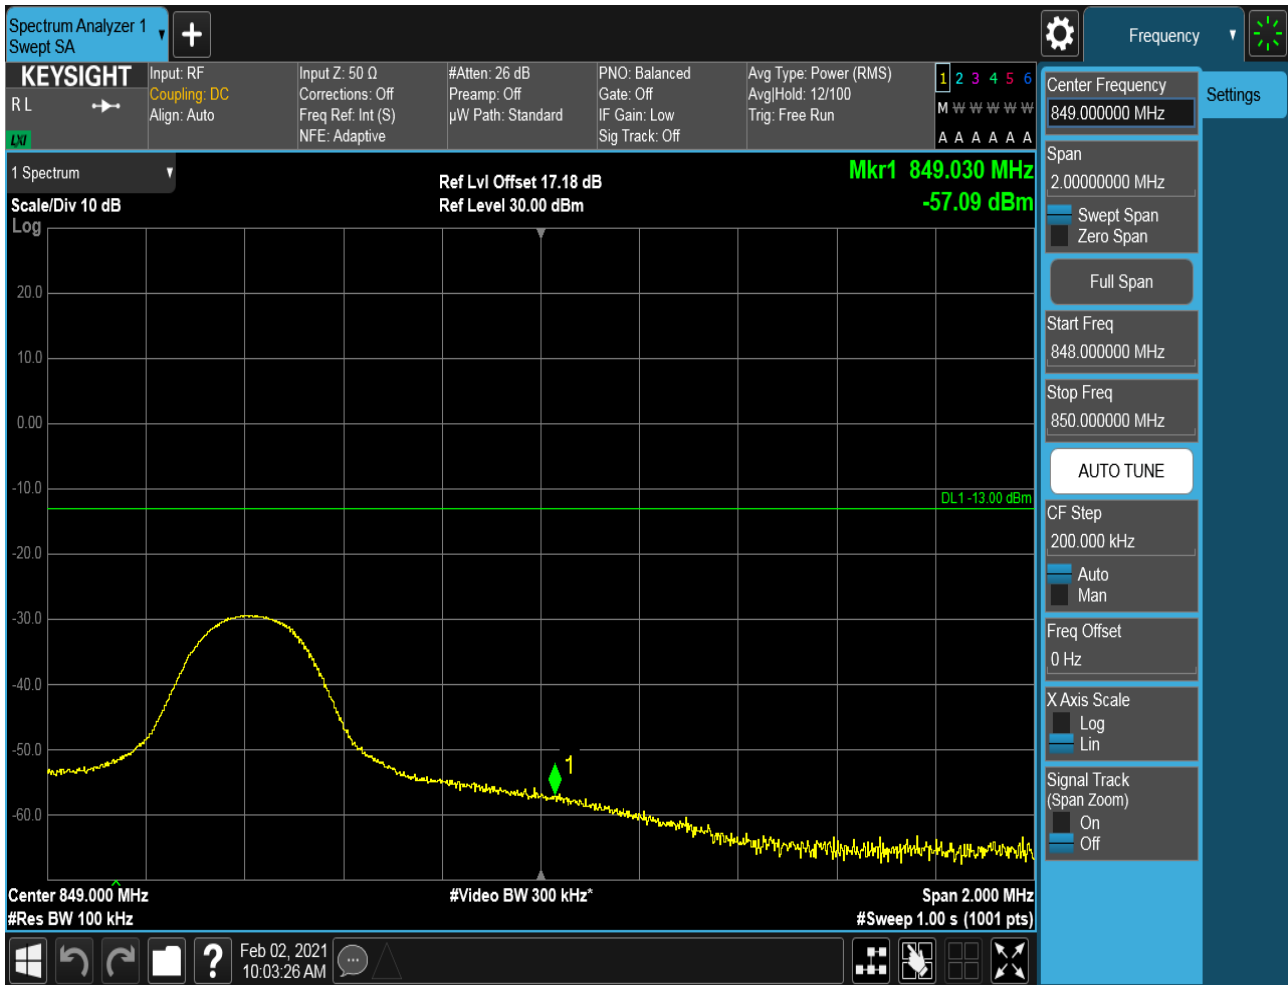 Spectrum Analyzer 1
Swept SA
Frequency
KEYSIGHT
R L
LXI
Input: RF
Coupling: DC
Align: Auto
Input Z: 50 Ω
Corrections: Off
Freq Ref: Int (S)
NFE: Adaptive
#Atten: 26 dB
Preamp: Off
µW Path: Standard
PNO: Balanced
Gate: Off
IF Gain: Low
Sig Track: Off
Avg Type: Power (RMS)
Avg|Hold: 12/100
Trig: Free Run
1 2 3 4 5 6
M W W W W W
A A A A A A
1 Spectrum
Scale/Div 10 dB
Log
Ref Lvl Offset 17.18 dB
Ref Level 30.00 dBm
Mkr1 849.030 MHz
-57.09 dBm
20.0
10.0
0.00
-10.0
-20.0
-30.0
-40.0
-50.0
-60.0
DL1 -13.00 dBm
1
Center 849.000 MHz
#Res BW 100 kHz
#Video BW 300 kHz*
Span 2.000 MHz
#Sweep 1.00 s (1001 pts)
Feb 02, 2021
10:03:26 AM
Center Frequency
849.000000 MHz
Settings
Span
2.00000000 MHz
Swept Span
Zero Span
Full Span
Start Freq
848.000000 MHz
Stop Freq
850.000000 MHz
AUTO TUNE
CF Step
200.000 kHz
Auto
Man
Freq Offset
0 Hz
X Axis Scale
Log
Lin
Signal Track
(Span Zoom)
On
Off